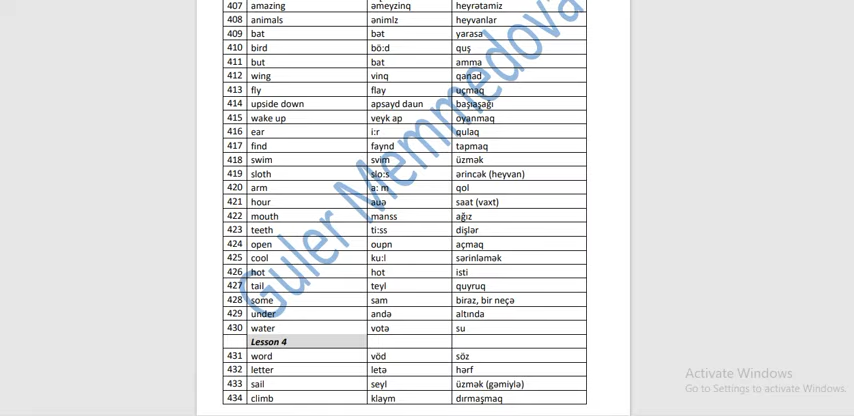 407 amazing əmeyzinq heyrətamiz
408 animals ənimlz heyvanlar
409 bat bət yarasa
410 bird bö:d quş
411 but bat amma
412 wing vinq qanad
413 fly flay uçmaq
414 upside down apsayd daun başıaşağı
415 wake up veyk ap oyanmaq
416 ear i:r qulaq
417 find faynd tapmaq
418 swim svim üzmək
419 sloth slo:s ərincək (heyvan)
420 arm a: m qol
421 hour auə saat (vaxt)
422 mouth manss ağız
423 teeth ti:ss dişlər
424 open oupn açmaq
425 cool ku:l sərinləmək
426 hot hot isti
427 tail teyl quyruq
428 some sam biraz, bir neçə
429 under andə altında
430 water votə su
Lesson 4
431 word vöd söz
432 letter letə hərf
433 sail seyl üzmək (gəmiylə)
434 climb klaym dırmaşmaq
Guler Memmedova
Activate Windows
Go to Settings to activate Windows.